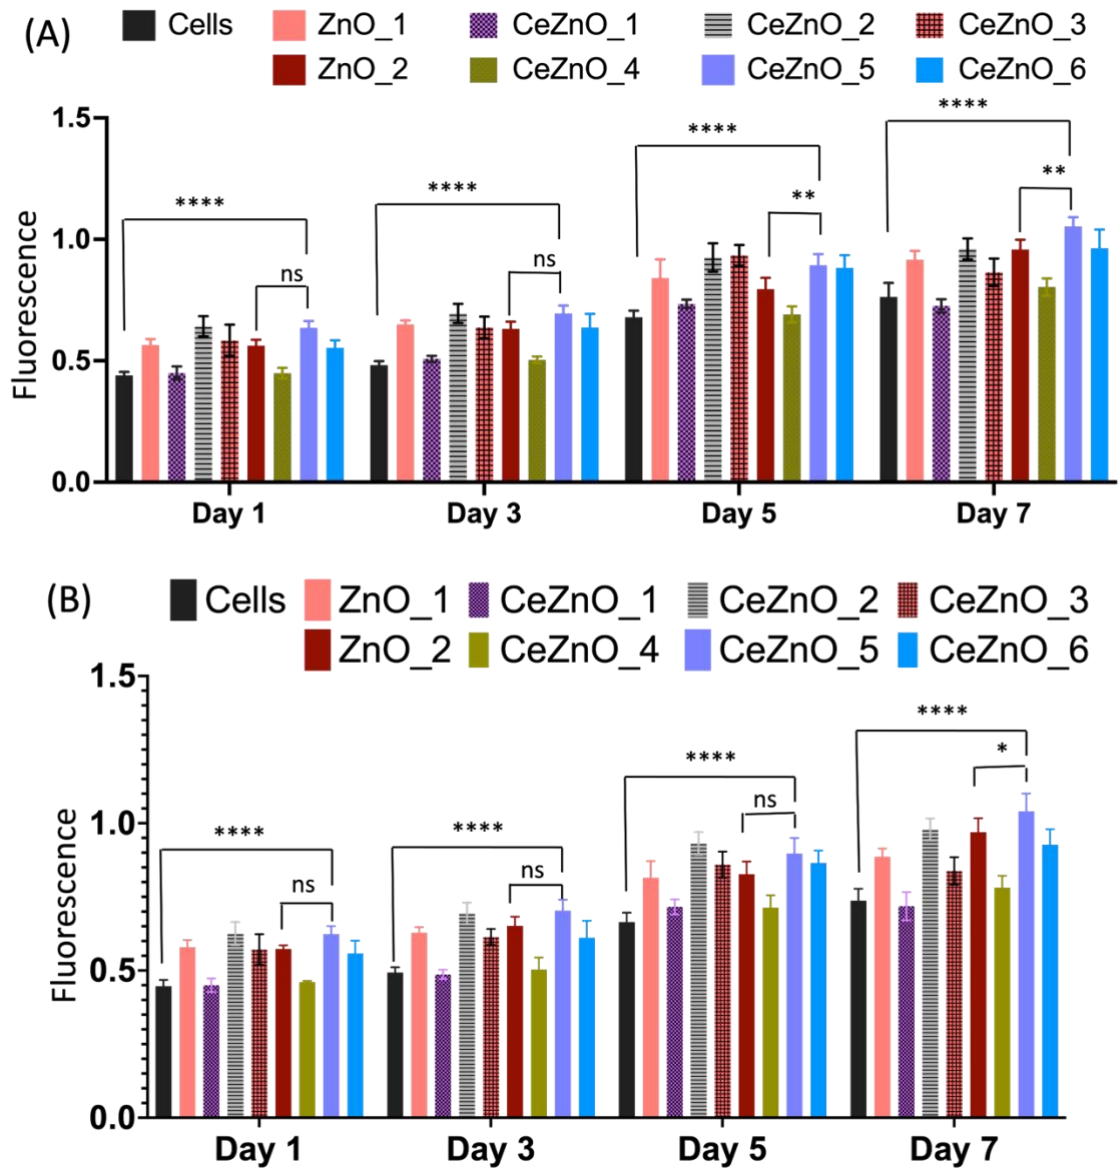 (A) Cells ZnO_1 CeZnO_1 CeZnO_2 CeZnO_3
ZnO_2 CeZnO_4 CeZnO_5 CeZnO_6
Fluorescence
1.5
1.0
0.5
0.0
**** ns
**** ns
**** **
**** **
Day 1 Day 3 Day 5 Day 7
(B) Cells ZnO_1 CeZnO_1 CeZnO_2 CeZnO_3
ZnO_2 CeZnO_4 CeZnO_5 CeZnO_6
Fluorescence
1.5
1.0
0.5
0.0
**** ns
**** ns
**** ns
**** *
Day 1 Day 3 Day 5 Day 7